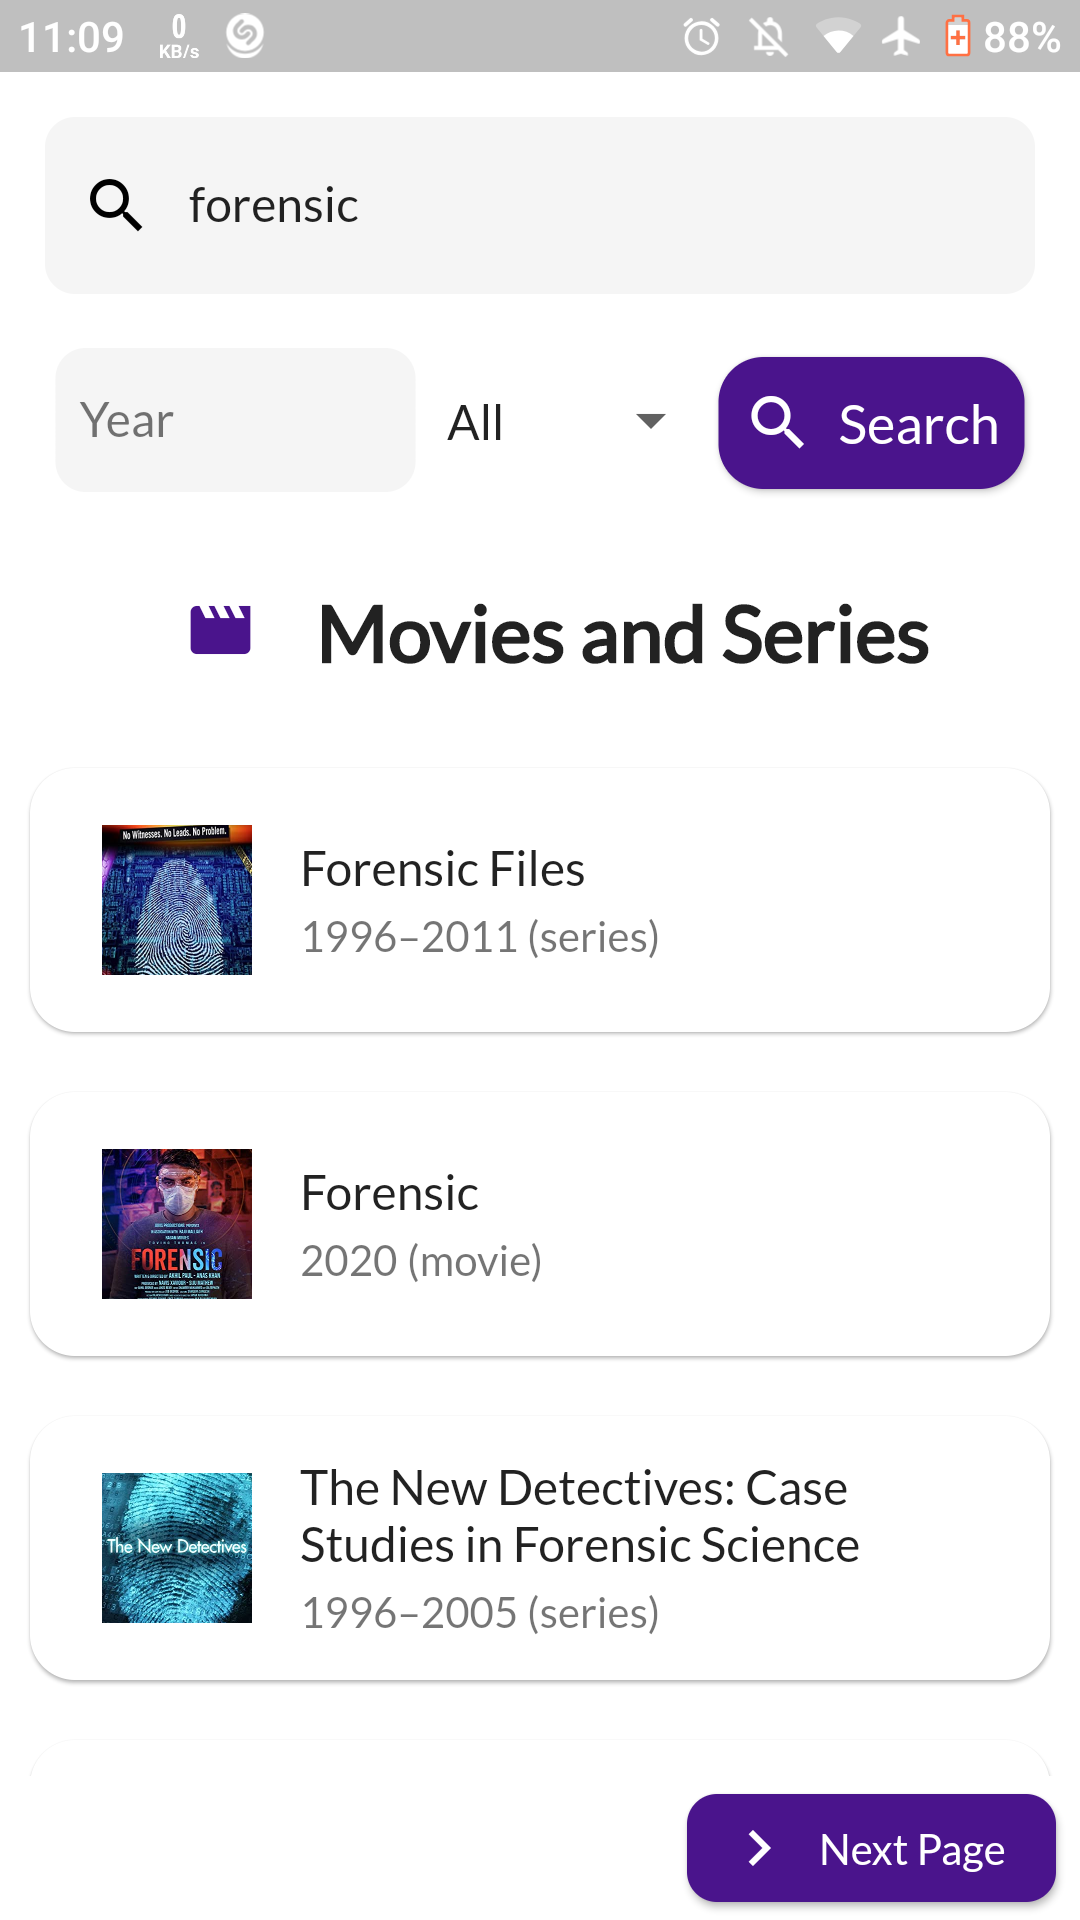 11:09 0 KB/s 88%
forensic
Year All Search
Movies and Series
No Witnesses. No Leads. No Problem.
Forensic Files
1996–2011 (series)
FORENSIC
Forensic
2020 (movie)
The New Detectives
The New Detectives: Case
Studies in Forensic Science
1996–2005 (series)
Next Page